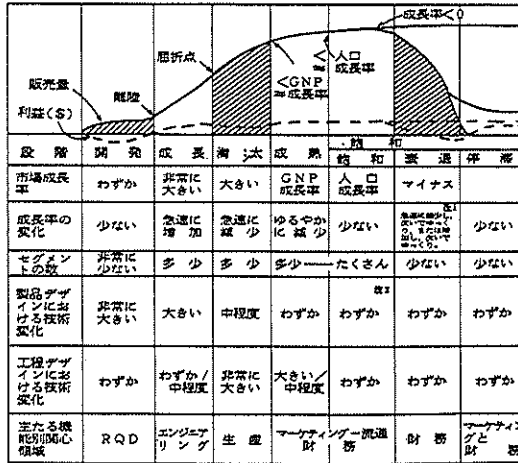 成長率<0
屈折点
<人口
=成長率
<GNP
=成長率
販売量
離陸
利益($)
飽和
段階 開発 成長 淘汰 成熟 飽和 衰退 停滞
市場成長率 わずか 非常に大きい 大きい GNP成長率 人口成長率 マイナス
成長率の変化 少ない 急速に増加 急速に減少 ゆるやかに減少 少ない 少ない
セグメントの数 非常に少ない 多少 多少 多少――たくさん 少ない 少ない
製品デザインにおける技術変化 非常に大きい 大きい 中程度 わずか わずか わずか わずか
工程デザインにおける技術変化 わずか わずか/中程度 非常に大きい 大きい/中程度 わずか わずか わずか
主たる機能別関心領域 RQD エンジニアリング 生産 マーケティング―流通財務 財務 マーケティングと財務